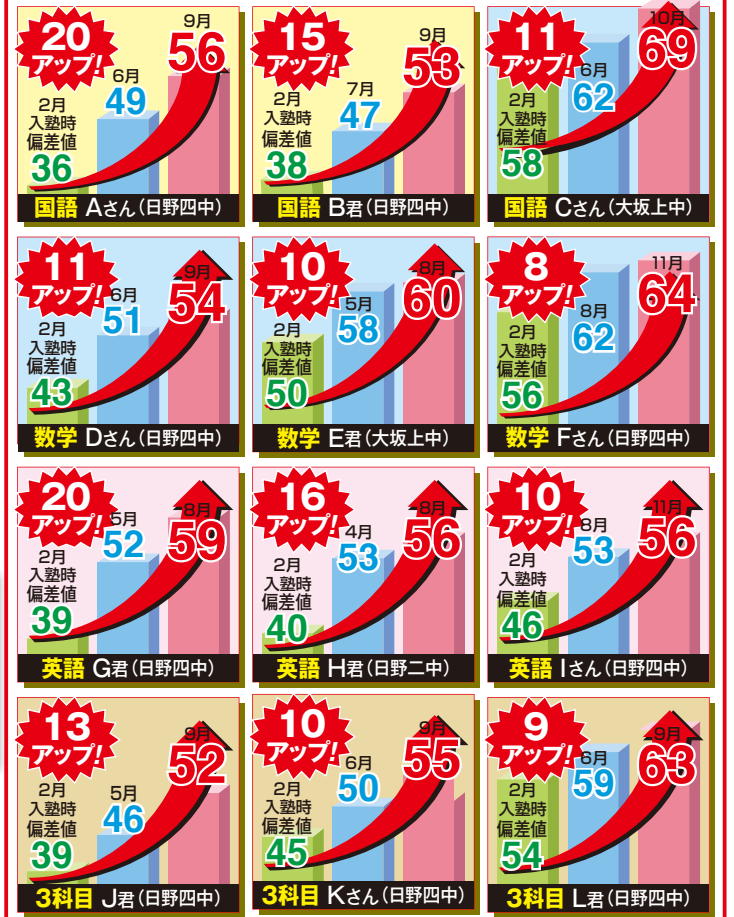 20
アップ!
2月
入塾時
偏差値
36
6月
49
9月
56
国語 Aさん(日野四中)
15
アップ!
2月
入塾時
偏差値
38
7月
47
9月
53
国語 B君(日野四中)
11
アップ!
2月
入塾時
偏差値
58
6月
62
10月
69
国語 Cさん(大坂上中)
11
アップ!
2月
入塾時
偏差値
43
6月
51
9月
54
数学 Dさん(日野四中)
10
アップ!
2月
入塾時
偏差値
50
5月
58
8月
60
数学 E君(大坂上中)
8
アップ!
2月
入塾時
偏差値
56
8月
62
11月
64
数学 Fさん(日野四中)
20
アップ!
2月
入塾時
偏差値
39
5月
52
8月
59
英語 G君(日野四中)
16
アップ!
2月
入塾時
偏差値
40
4月
53
8月
56
英語 H君(日野二中)
10
アップ!
2月
入塾時
偏差値
46
8月
53
11月
56
英語 Iさん(日野四中)
13
アップ!
2月
入塾時
偏差値
39
5月
46
9月
52
3科目 J君(日野四中)
10
アップ!
2月
入塾時
偏差値
45
6月
50
9月
55
3科目 Kさん(日野四中)
9
アップ!
2月
入塾時
偏差値
54
6月
59
9月
63
3科目 L君(日野四中)